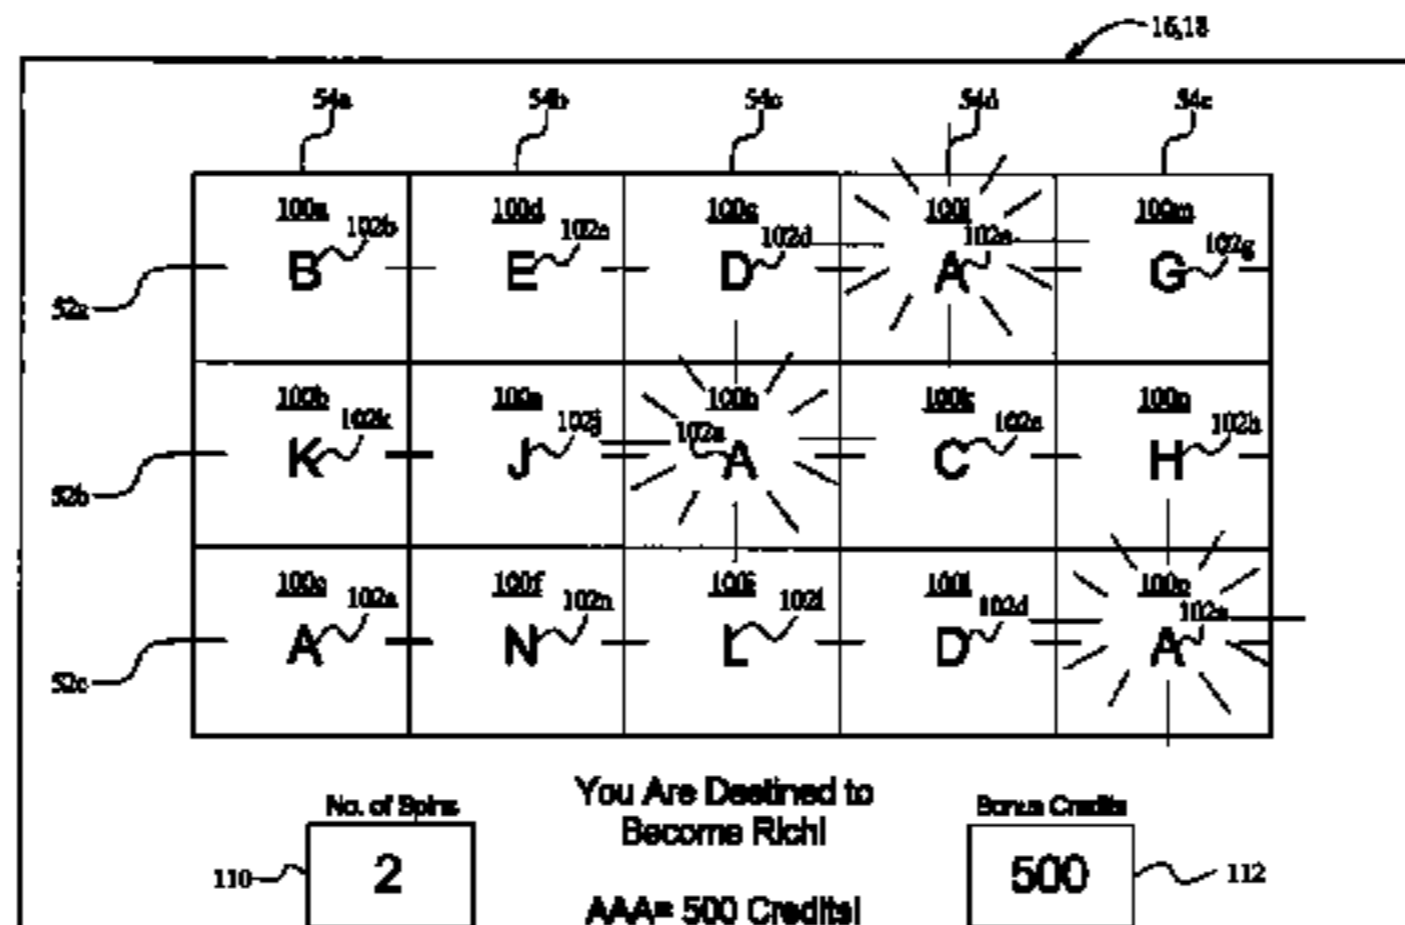 16,18
54a 54b 54c 54d 54e
100a 100d 100g 100j 100m
102b 102e 102d 102a 102g
B E D A G
52a
100b 100e 100h 100k 100n
102k 102j 102a 102c 102h
K J A C H
52b
100c 100f 100i 100l 100o
102a 102n 102l 102d 102a
A N L D A
52c
You Are Destined to
Become Rich!
No. of Spins Bonus Credits
110 2 500 112
AAA= 500 Credits!